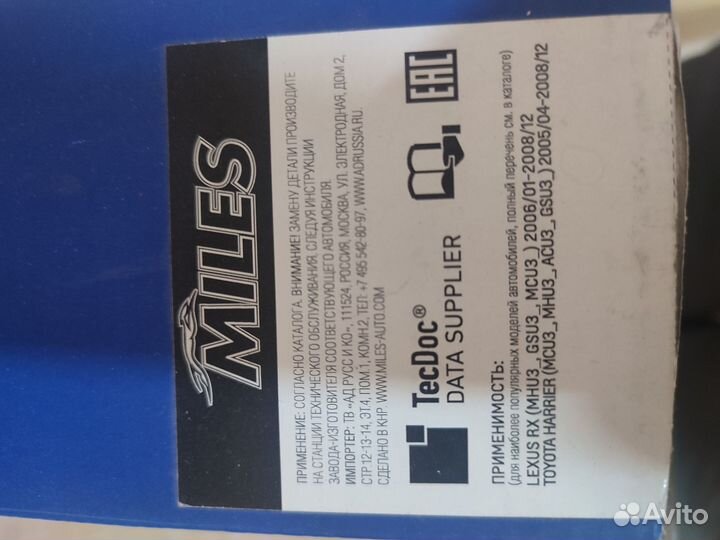 MILES
ПРИМЕНЕНИЕ: СОГЛАСНО КАТАЛОГА. ВНИМАНИЕ! ЗАМЕНУ ДЕТАЛИ ПРОИЗВОДИТЕ
НА СТАНЦИИ ТЕХНИЧЕСКОГО ОБСЛУЖИВАНИЯ, СЛЕДУЯ ИНСТРУКЦИИ
ЗАВОДА-ИЗГОТОВИТЕЛЯ СООТВЕТСТВУЮЩЕГО АВТОМОБИЛЯ.
ИМПОРТЕР: ТВ «АД РУСС И КО», 111524, РОССИЯ, МОСКВА, УЛ. ЭЛЕКТРОДНАЯ, ДОМ 2,
СТР 12-13-14, ЭТ.4, ПОМ.1, КОМН.2, ТЕЛ: +7 495 542-80-97, WWW.ADRUSSIA.RU.
СДЕЛАНО В КНР WWW.MILES-AUTO.COM
TecDoc®
DATA SUPPLIER
EAC
ПРИМЕНИМОСТЬ:
(для наиболее популярных моделей автомобилей, полный перечень см. в каталоге)
LEXUS RX (MHU3_, GSU3_, MCU3_) 2006/01-2008/12
TOYOTA HARRIER (MCU3_, MHU3_, ACU3_, GSU3_) 2005/04-2008/12
Avito